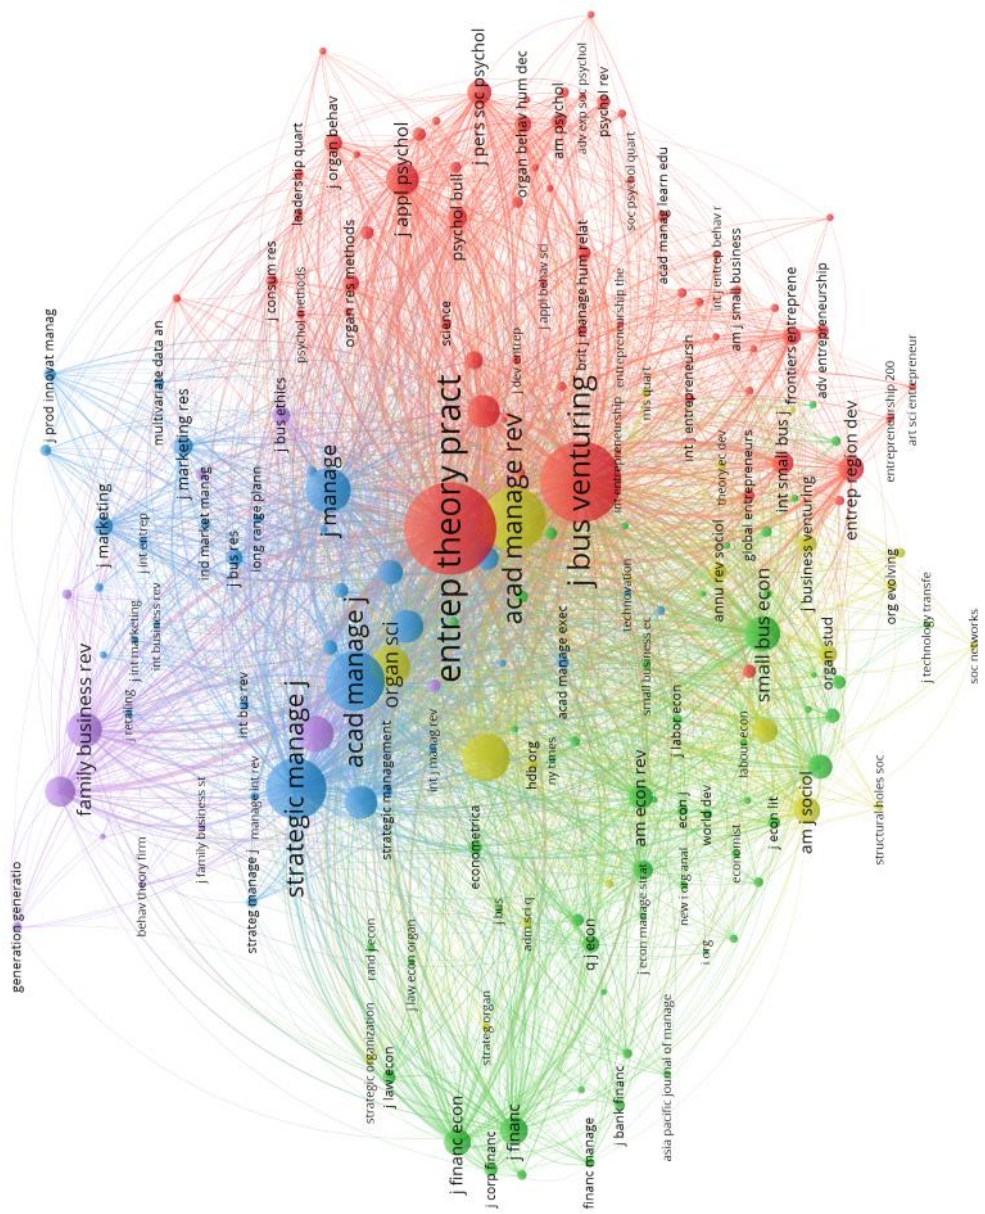 generation generatio
j prod innovat manag
family business rev
j marketing
j retailing
j int marketing
j int entrep
behav theory firm
int business rev
multivariate data an
j marketing res
j family business st
ind market manag
j bus res
int bus rev
strateg manage j
manage int rev
long range plann
j consum res
j bus ethics
strategic manage j
leadership quart
psychol methods
j organ behav
j manage
organ res methods
acad manage j
strategic organization
rand j econ
strategic management
j law econ
organ sci
j appl psychol
j law econ organ
int j manag rev
science
entrep theory pract
j financ econ
psychol bull
econometrica
j pers soc psychol
strateg organ
j corp financ
j bus
acad manage rev
j financ
j dev entrep
organ behav hum dec
adm sci q
hdb org
j appl behav sci
ny times
am psychol
acad manage exec
j bus venturing
brit j manage
hum relat
adv exp soc psychol
financ manage
q j econ
psychol rev
int entrepreneurship
entrepreneurship the
j bank financ
technovation
soc psychol quart
am econ rev
j econ manage strat
mis quart
small business ec
acad manag learn edu
asia pacific journal of manage
j labor econ
econ j
new i org anal
int j entrepreneursh
world dev
i org
int j entrep behav r
annu rev sociol
theory ec dev
am j small business
economist
labour econ
global entrepreneurs
small bus econ
j econ lit
int small bus j
frontiers entreprene
am j sociol
j business venturing
adv entrepreneurship
organ stud
entrep region dev
structural holes soc
org evolving
entrepreneurship 200
art sci entrepreneur
j technology transfe
soc networks